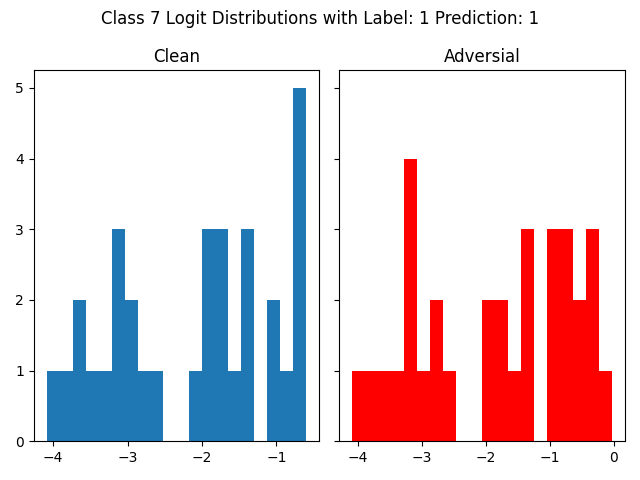 Class 7 Logit Distributions with Label: 1 Prediction: 1
Clean
Adversial
5
4
3
2
1
0
−4 −3 −2 −1
−4 −3 −2 −1 0